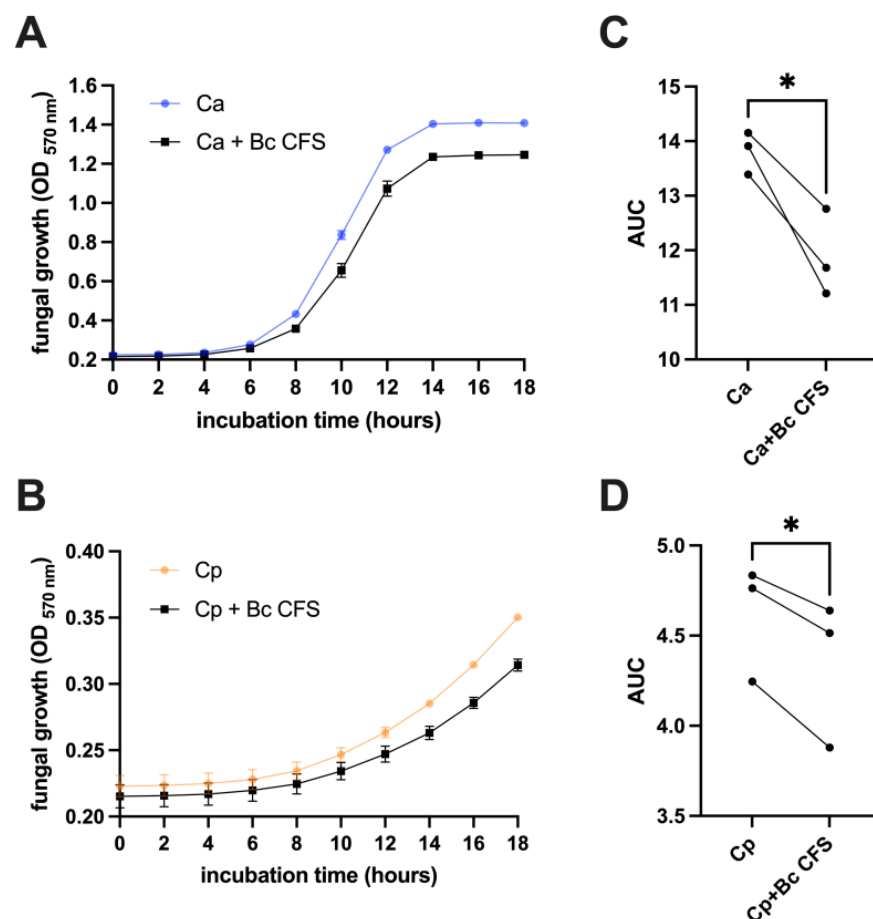 A
fungal growth (OD 570 nm)
1.6
1.4
1.2
1.0
0.8
0.6
0.4
0.2
Ca
Ca + Bc CFS
0 2 4 6 8 10 12 14 16 18
incubation time (hours)
C
AUC
15
14
13
12
11
10
*
Ca
Ca+Bc CFS
B
fungal growth (OD 570 nm)
0.40
0.35
0.30
0.25
0.20
Cp
Cp + Bc CFS
0 2 4 6 8 10 12 14 16 18
incubation time (hours)
D
AUC
5.0
4.5
4.0
3.5
*
Cp
Cp+Bc CFS